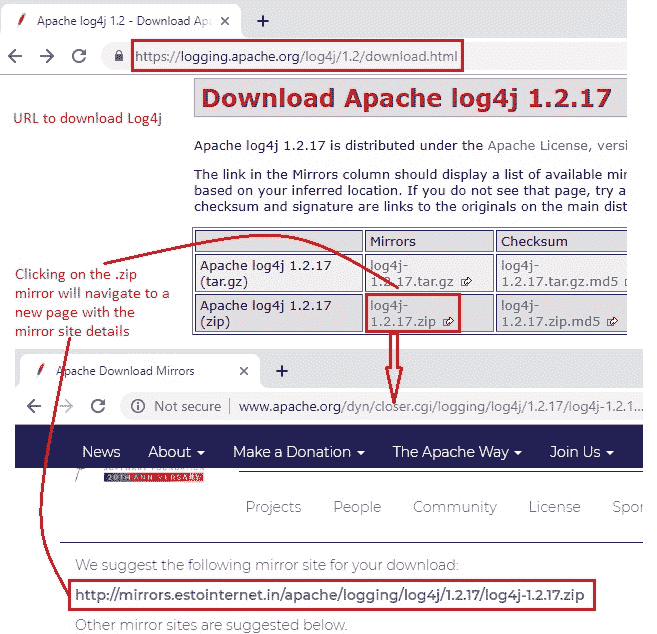 Apache log4j 1.2 - Download Apa
https://logging.apache.org/log4j/1.2/download.html
URL to download Log4j
Download Apache log4j 1.2.17
Apache log4j 1.2.17 is distributed under the Apache License, versi
The link in the Mirrors column should display a list of available mir
based on your inferred location. If you do not see that page, try a
checksum and signature are links to the originals on the main dist
Mirrors Checksum
Apache log4j 1.2.17 log4j- log4j-
(tar.gz) 1.2.17.tar.gz 1.2.17.tar.gz.md5
Apache log4j 1.2.17 log4j- log4j-
(zip) 1.2.17.zip 1.2.17.zip.md5
Clicking on the .zip
mirror will navigate to a
new page with the
mirror site details
Apache Download Mirrors
Not secure www.apache.org/dyn/closer.cgi/logging/log4j/1.2.17/log4j-1.2.1...
News About Make a Donation The Apache Way Join Us
20TH ANNIVERSARY
Projects People Community License Spor
We suggest the following mirror site for your download:
http://mirrors.estointernet.in/apache/logging/log4j/1.2.17/log4j-1.2.17.zip
Other mirror sites are suggested below.